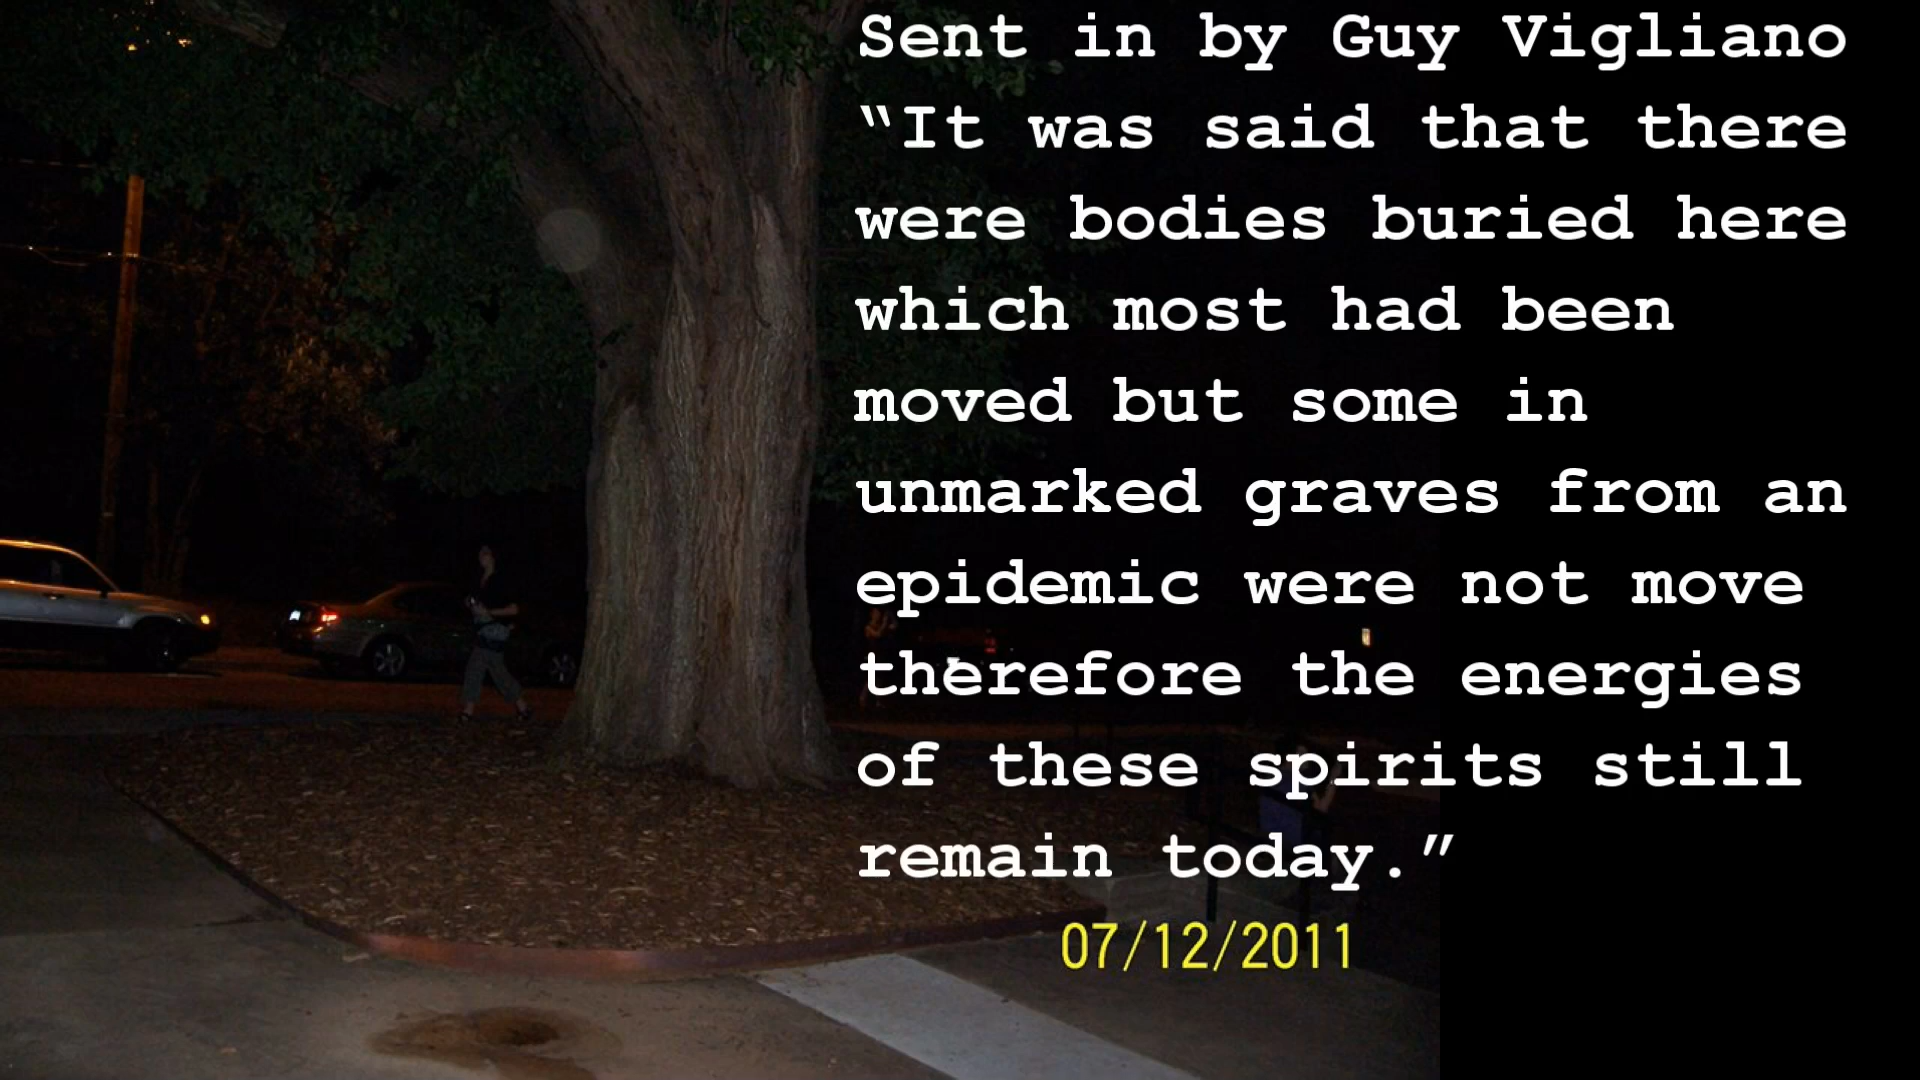 Sent in by Guy Vigliano
“It was said that there
were bodies buried here
which most had been
moved but some in
unmarked graves from an
epidemic were not move
therefore the energies
of these spirits still
remain today.”
07/12/2011